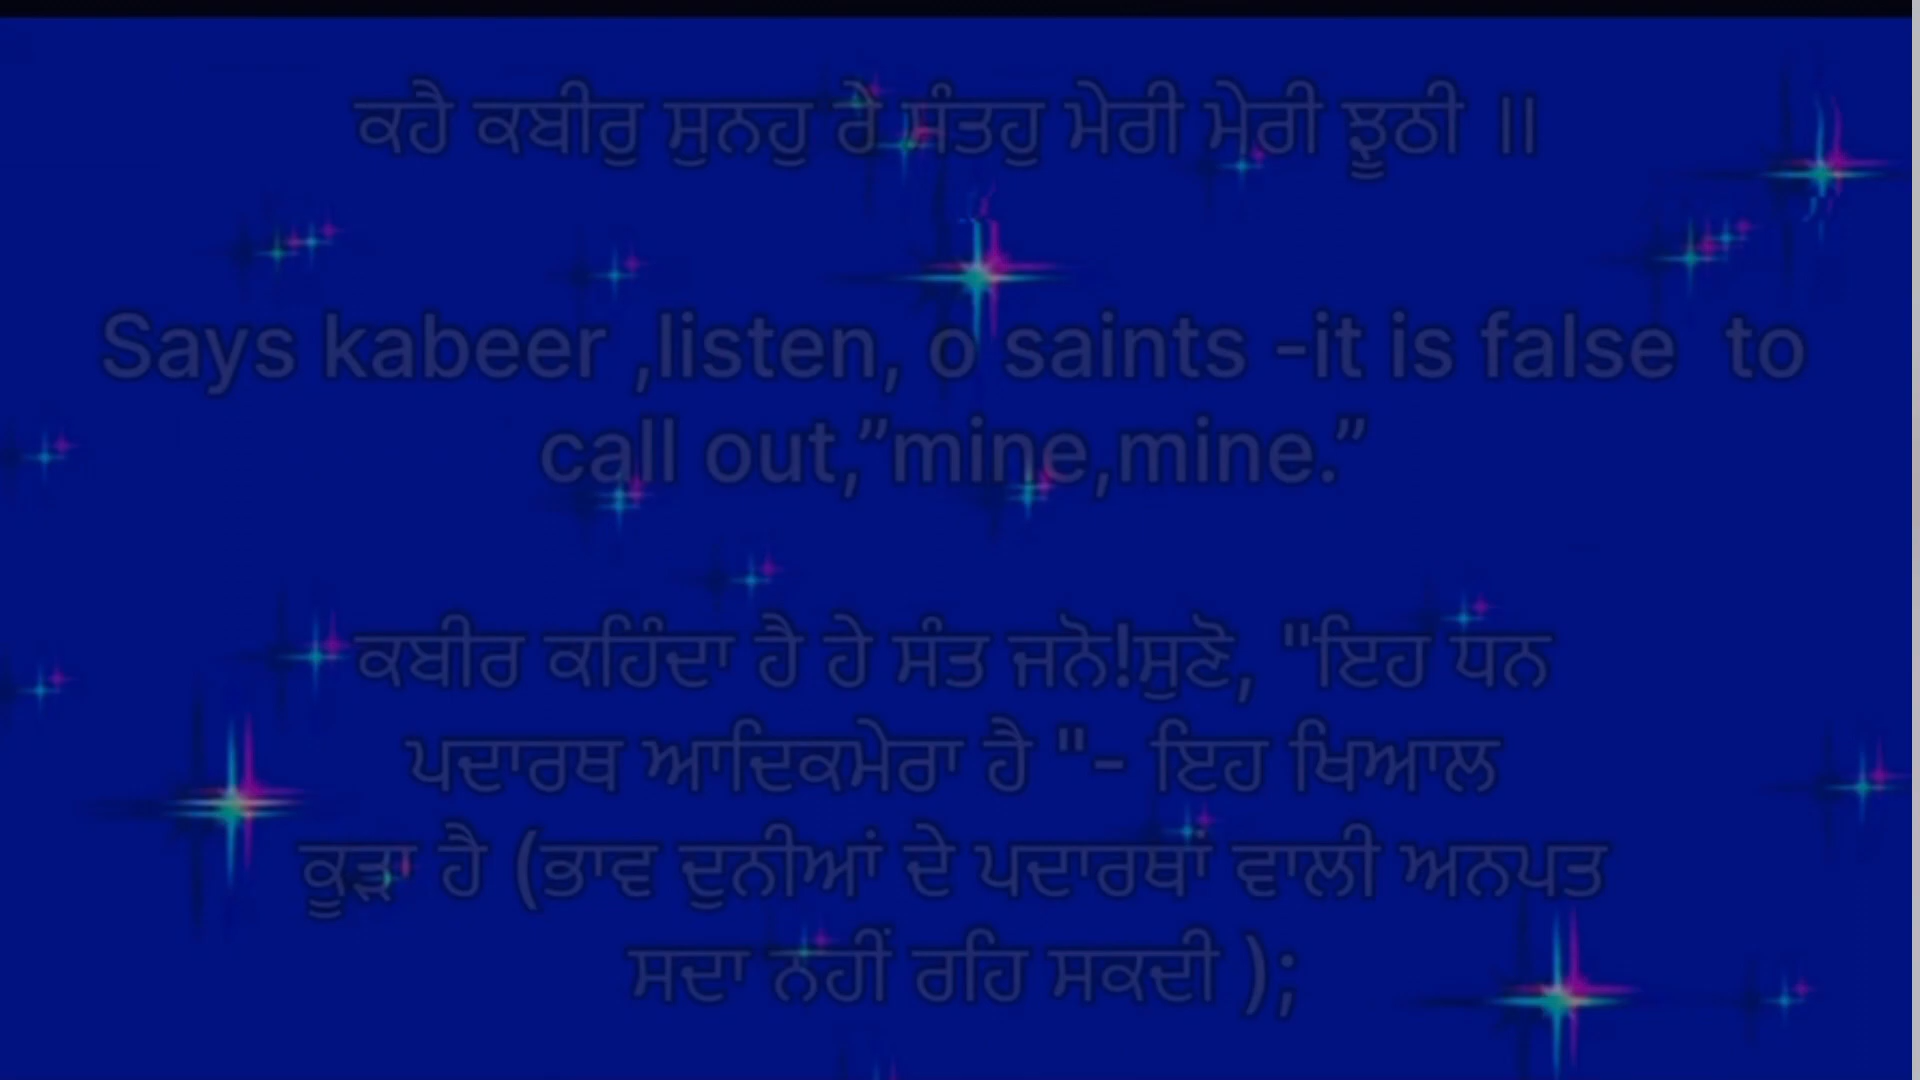 ਕਹੈ ਕਬੀਰੁ ਸੁਨਹੁ ਰੇ ਸੰਤਹੁ ਮੇਰੀ ਮੇਰੀ ਝੂਠੀ ॥
Says kabeer ,listen, o saints -it is false  to
call out,”mine,mine.”
ਕਬੀਰ ਕਹਿੰਦਾ ਹੈ ਹੇ ਸੰਤ ਜਨੋ!ਸੁਣੋ, "ਇਹ ਧਨ
ਪਦਾਰਥ ਆਦਿਕਮੇਰਾ ਹੈ "- ਇਹ ਖਿਆਲ
ਕੂੜਾ ਹੈ (ਭਾਵ ਦੁਨੀਆਂ ਦੇ ਪਦਾਰਥਾਂ ਵਾਲੀ ਅਨਪਤ
ਸਦਾ ਨਹੀਂ ਰਹਿ ਸਕਦੀ );